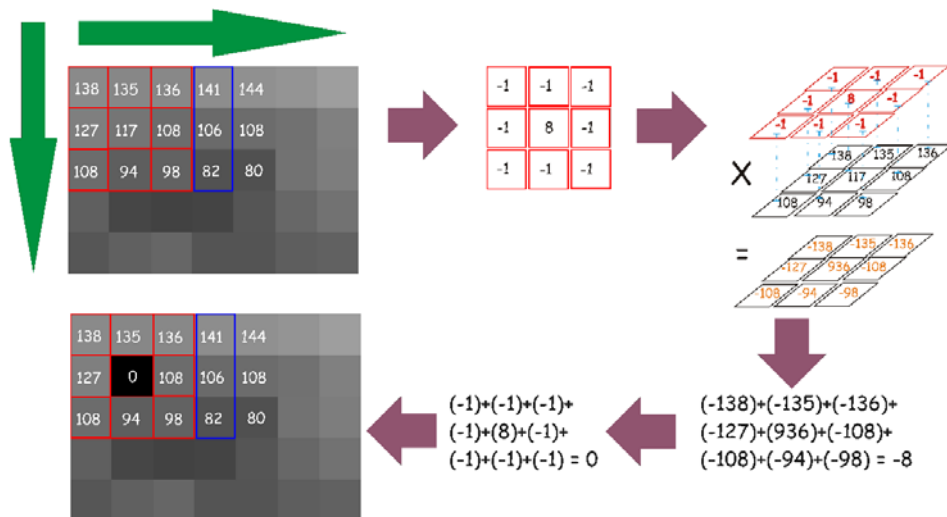 138 135 136 141 144
127 117 108 106 108
108 94 98 82 80
-1 -1 -1
-1 8 -1
-1 -1 -1
-1 -1 -1
-1 8 -1
-1 -1 -1
X
138 135 136
127 117 108
108 94 98
=
-138 -135 -136
-127 936 -108
-108 -94 -98
138 135 136 141 144
127 0 108 106 108
108 94 98 82 80
(-1)+(-1)+(-1)+
(-1)+(8)+(-1)+
(-1)+(-1)+(-1) = 0
(-138)+(-135)+(-136)+
(-127)+(936)+(-108)+
(-108)+(-94)+(-98) = -8